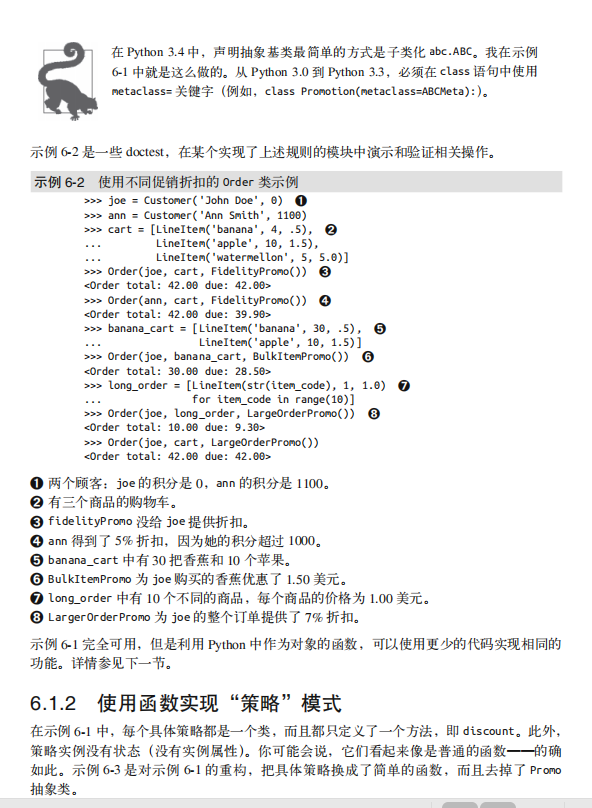 在 Python 3.4 中，声明抽象基类最简单的方式是子类化 abc.ABC。我在示例
6-1 中就是这么做的。从 Python 3.0 到 Python 3.3，必须在 class 语句中使用
metaclass= 关键字（例如，class Promotion(metaclass=ABCMeta):）。
示例 6-2 是一些 doctest，在某个实现了上述规则的模块中演示和验证相关操作。
示例 6-2 使用不同促销折扣的 Order 类示例
>>> joe = Customer('John Doe', 0) ❶
>>> ann = Customer('Ann Smith', 1100)
>>> cart = [LineItem('banana', 4, .5), ❷
... LineItem('apple', 10, 1.5),
... LineItem('watermellon', 5, 5.0)]
>>> Order(joe, cart, FidelityPromo()) ❸
<Order total: 42.00 due: 42.00>
>>> Order(ann, cart, FidelityPromo()) ❹
<Order total: 42.00 due: 39.90>
>>> banana_cart = [LineItem('banana', 30, .5), ❺
... LineItem('apple', 10, 1.5)]
>>> Order(joe, banana_cart, BulkItemPromo()) ❻
<Order total: 30.00 due: 28.50>
>>> long_order = [LineItem(str(item_code), 1, 1.0) ❼
... for item_code in range(10)]
>>> Order(joe, long_order, LargeOrderPromo()) ❽
<Order total: 10.00 due: 9.30>
>>> Order(joe, cart, LargeOrderPromo())
<Order total: 42.00 due: 42.00>
❶ 两个顾客：joe 的积分是 0，ann 的积分是 1100。
❷ 有三个商品的购物车。
❸ fidelityPromo 没给 joe 提供折扣。
❹ ann 得到了 5% 折扣，因为她的积分超过 1000。
❺ banana_cart 中有 30 把香蕉和 10 个苹果。
❻ BulkItemPromo 为 joe 购买的香蕉优惠了 1.50 美元。
❼ long_order 中有 10 个不同的商品，每个商品的价格为 1.00 美元。
❽ LargerOrderPromo 为 joe 的整个订单提供了 7% 折扣。
示例 6-1 完全可用，但是利用 Python 中作为对象的函数，可以使用更少的代码实现相同的
功能。详情参见下一节。
6.1.2 使用函数实现“策略”模式
在示例 6-1 中，每个具体策略都是一个类，而且都只定义了一个方法，即 discount。此外，
策略实例没有状态（没有实例属性）。你可能会说，它们看起来像是普通的函数——的确
如此。示例 6-3 是对示例 6-1 的重构，把具体策略换成了简单的函数，而且去掉了 Promo
抽象类。